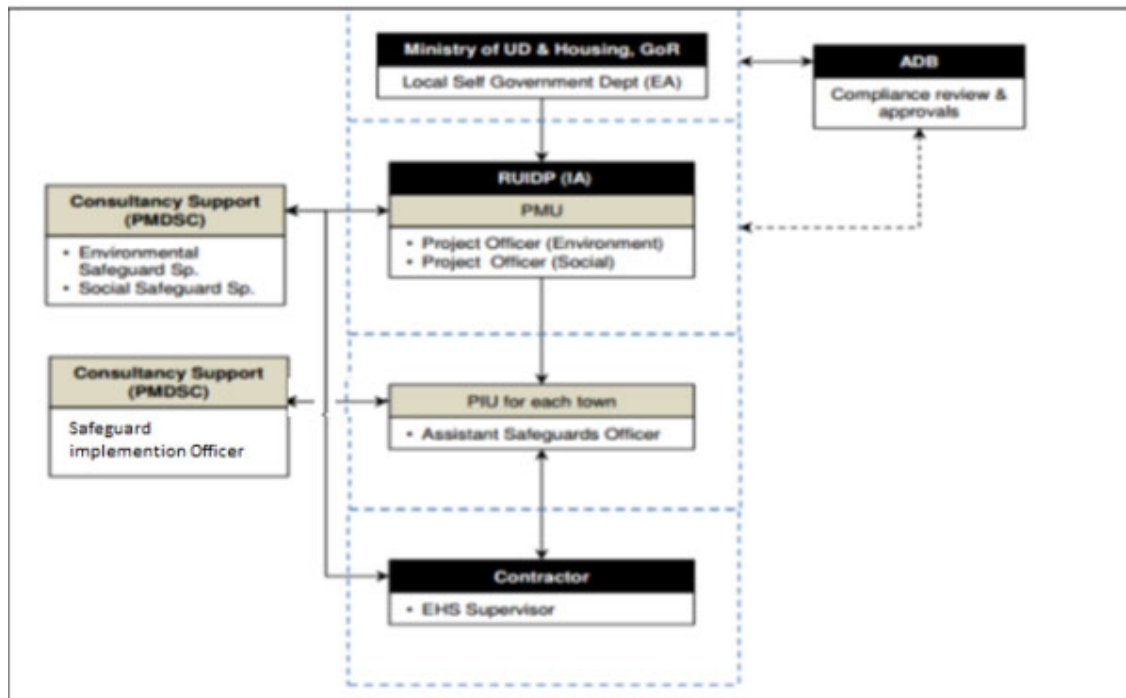 Ministry of UD & Housing, GoR
Local Self Government Dept (EA)
ADB
Compliance review &
approvals
RUIDP (IA)
PMU
• Project Officer (Environment)
• Project Officer (Social)
Consultancy Support
(PMDSC)
• Environmental
Safeguard Sp.
• Social Safeguard Sp.
Consultancy Support
(PMDSC)
Safeguard
implemention Officer
PIU for each town
• Assistant Safeguards Officer
Contractor
• EHS Supervisor